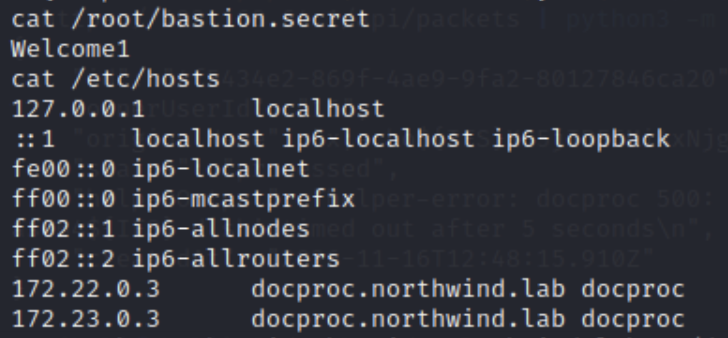 cat /root/bastion.secret
Welcome1
cat /etc/hosts
127.0.0.1 localhost
::1 localhost ip6-localhost ip6-loopback
fe00::0 ip6-localnet
ff00::0 ip6-mcastprefix
ff02::1 ip6-allnodes
ff02::2 ip6-allrouters
172.22.0.3 docproc.northwind.lab docproc
172.23.0.3 docproc.northwind.lab docproc